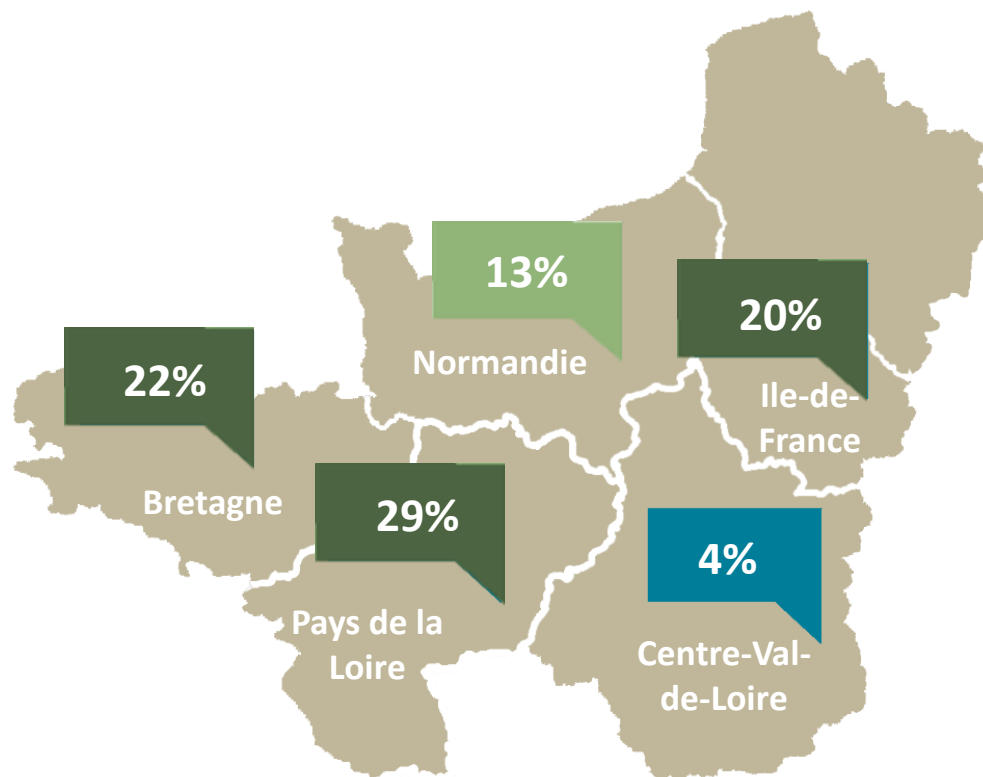 13%
Normandie
20%
Ile-de-
France
22%
Bretagne
29%
Pays de la
Loire
4%
Centre-Val-
de-Loire